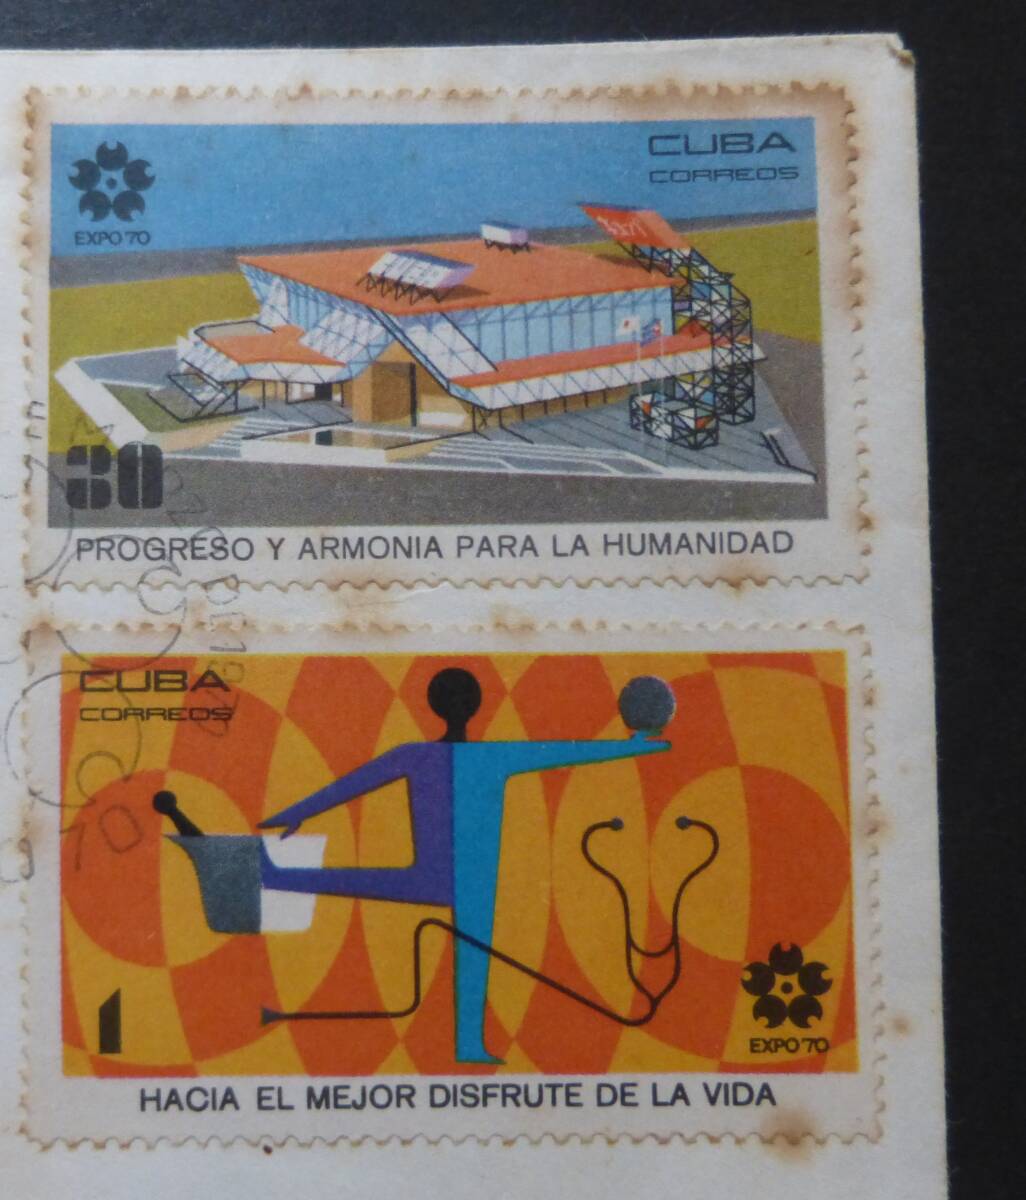 CUBA
CORREOS
EXPO'70
30
PROGRESO Y ARMONIA PARA LA HUMANIDAD
CUBA
CORREOS
1
EXPO'70
HACIA EL MEJOR DISFRUTE DE LA VIDA